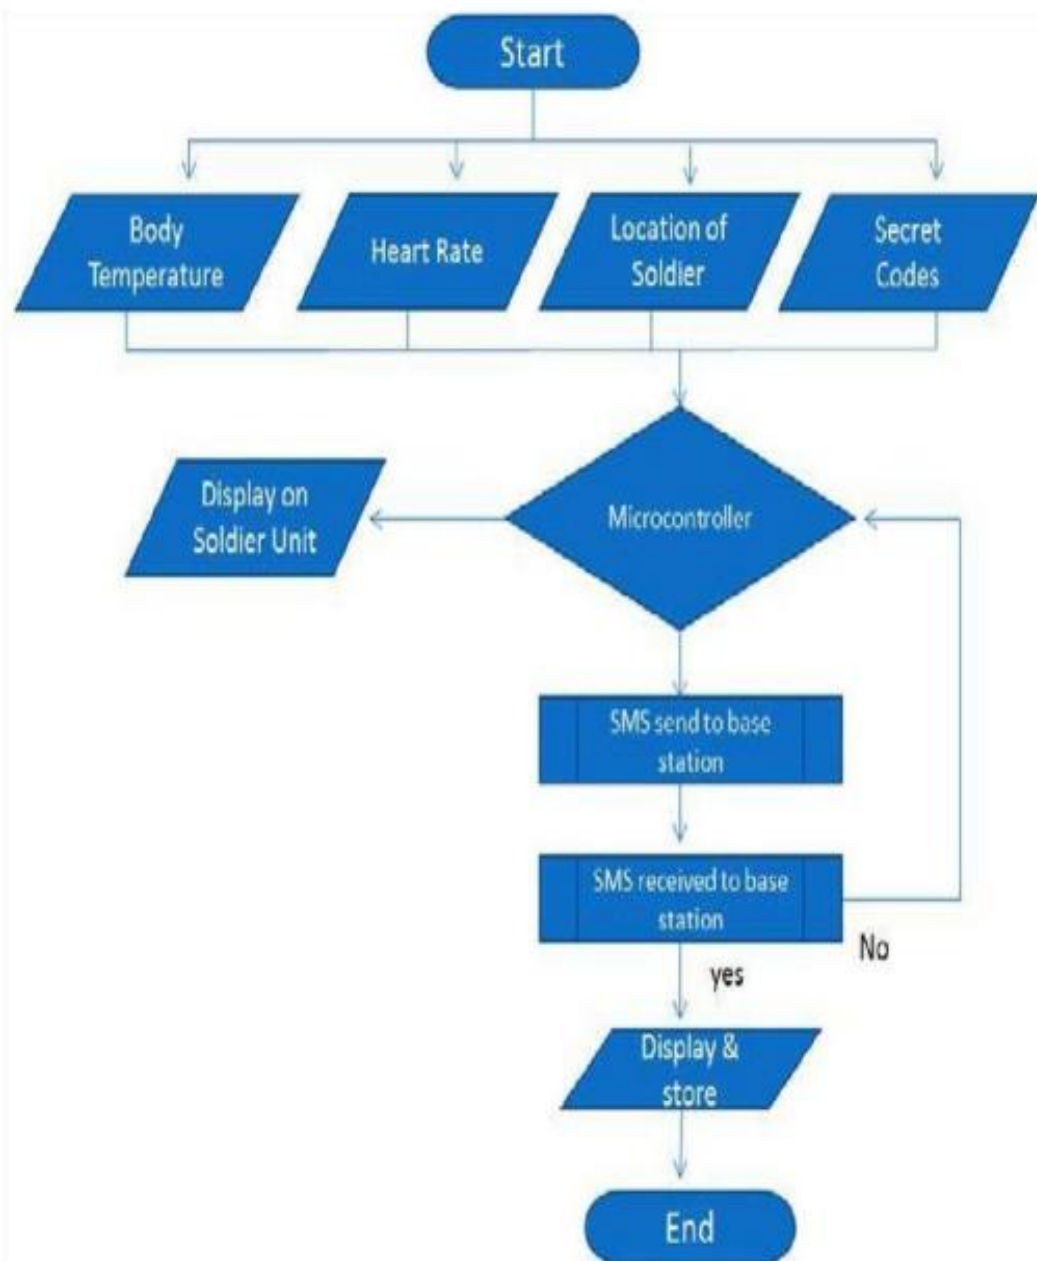 Start
Body
Temperature
Heart Rate
Location of
Soldier
Secret
Codes
Display on
Soldier Unit
Microcontroller
SMS send to base
station
SMS received to base
station
No
yes
Display &
store
End